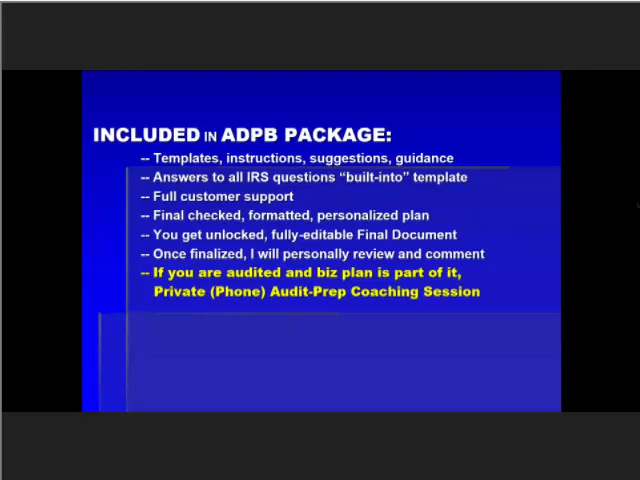 INCLUDED IN ADPB PACKAGE:
-- Templates, instructions, suggestions, guidance
-- Answers to all IRS questions “built-into” template
-- Full customer support
-- Final checked, formatted, personalized plan
-- You get unlocked, fully-editable Final Document
-- Once finalized, I will personally review and comment
-- If you are audited and biz plan is part of it,
Private (Phone) Audit-Prep Coaching Session